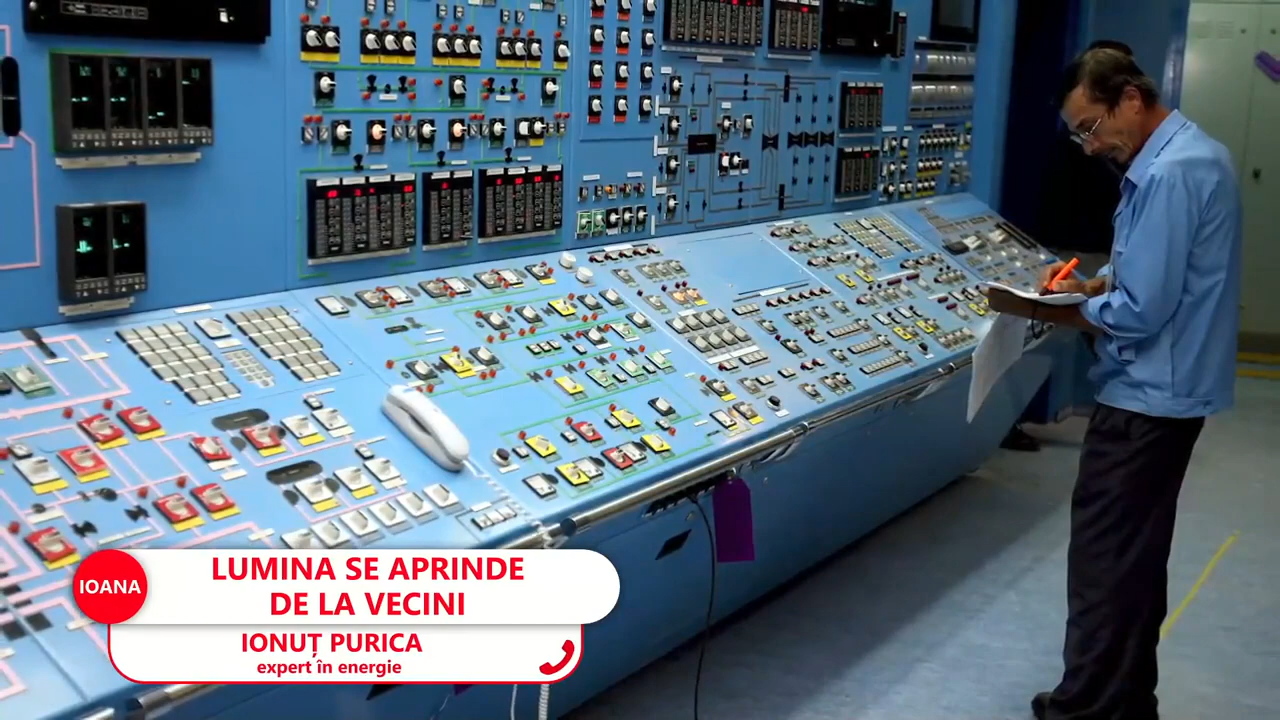 IOANA
LUMINA SE APRINDE
DE LA VECINI
IONUȚ PURICA
expert în energie